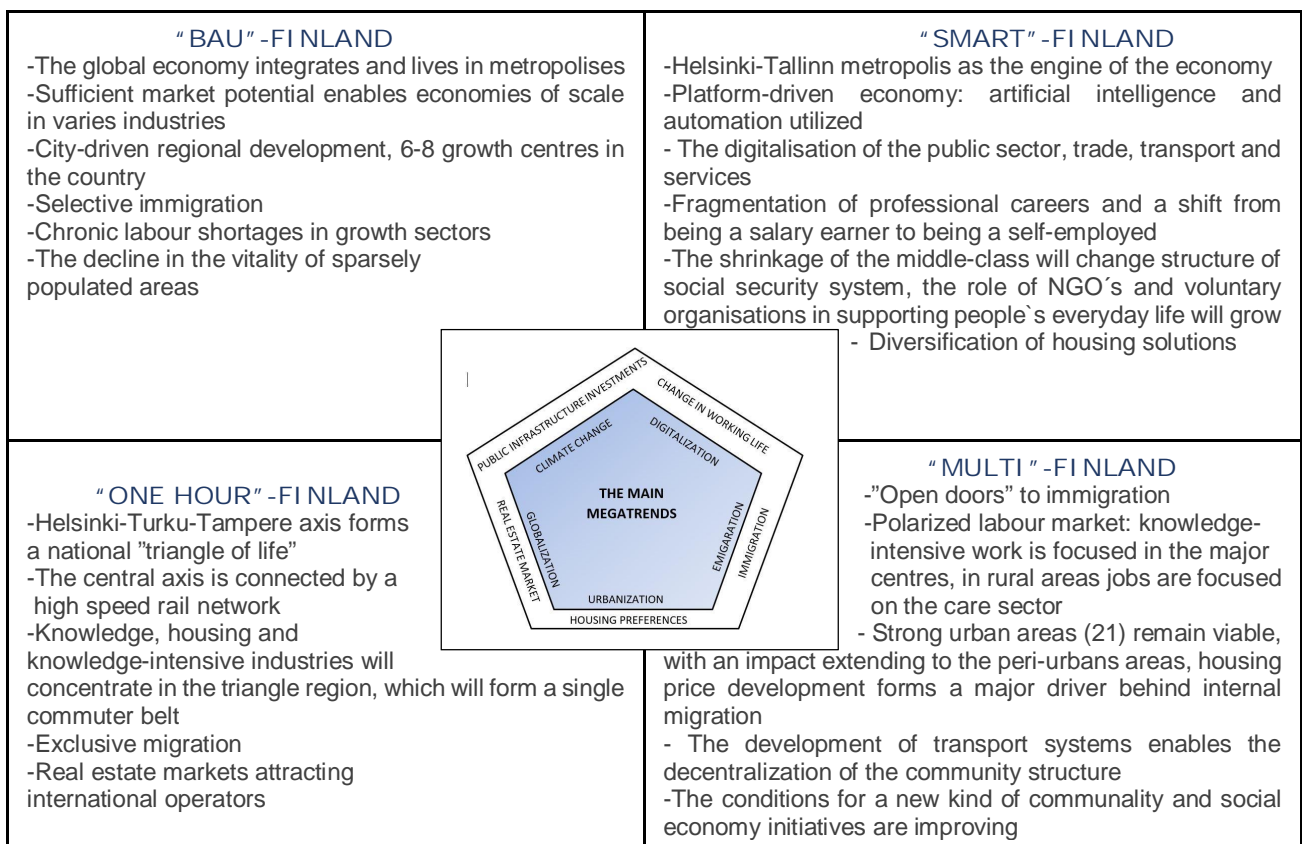 “BAU”-FINLAND
-The global economy integrates and lives in metropolises
-Sufficient market potential enables economies of scale
in varies industries
-City-driven regional development, 6-8 growth centres in
the country
-Selective immigration
-Chronic labour shortages in growth sectors
-The decline in the vitality of sparsely
populated areas
“SMART”-FINLAND
-Helsinki-Tallinn metropolis as the engine of the economy
-Platform-driven economy: artificial intelligence and
automation utilized
- The digitalisation of the public sector, trade, transport and
services
-Fragmentation of professional careers and a shift from
being a salary earner to being a self-employed
-The shrinkage of the middle-class will change structure of
social security system, the role of NGO´s and voluntary
organisations in supporting people`s everyday life will grow
- Diversification of housing solutions
PUBLIC INFRASTRUCTURE INVESTMENTS
CHANGE IN WORKING LIFE
CLIMATE CHANGE
DIGITALIZATION
THE MAIN
MEGATRENDS
REAL ESTATE MARKET
GLOBALIZATION
EMIGARATION
IMMIGRATION
URBANIZATION
HOUSING PREFERENCES
“ONE HOUR”-FINLAND
-Helsinki-Turku-Tampere axis forms
a national ”triangle of life”
-The central axis is connected by a
high speed rail network
-Knowledge, housing and
knowledge-intensive industries will
concentrate in the triangle region, which will form a single
commuter belt
-Exclusive migration
-Real estate markets attracting
international operators
“MULTI”-FINLAND
-”Open doors” to immigration
-Polarized labour market: knowledge-
intensive work is focused in the major
centres, in rural areas jobs are focused
on the care sector
- Strong urban areas (21) remain viable,
with an impact extending to the peri-urbans areas, housing
price development forms a major driver behind internal
migration
- The development of transport systems enables the
decentralization of the community structure
-The conditions for a new kind of communality and social
economy initiatives are improving